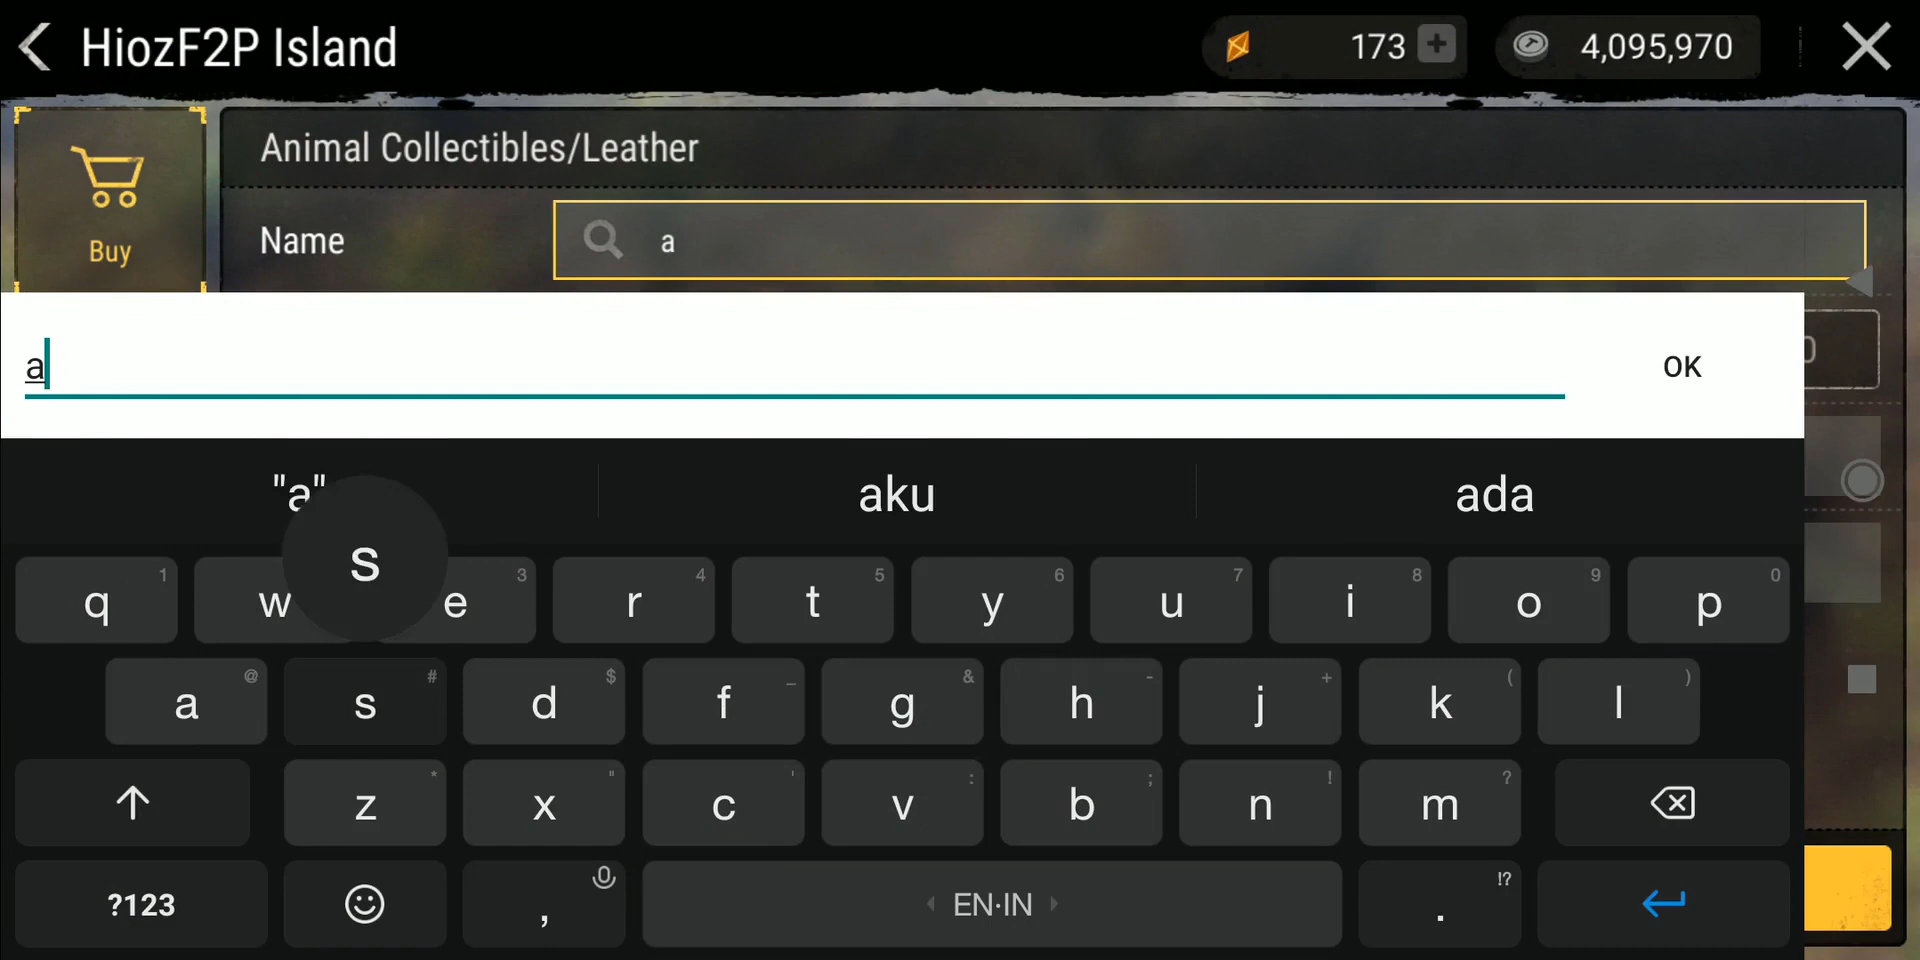 HiozF2P Island
173 +
4,095,970
Buy
Animal Collectibles/Leather
Name
a
a
OK
"a"
aku
ada
s
q 1
w
e 3
r 4
t 5
y 6
u 7
i 8
o 9
p 0
a @
s #
d $
f _
g &
h -
j +
k (
l )
z *
x "
c '
v :
b ;
n !
m ?
?123
,
EN·IN
. !?